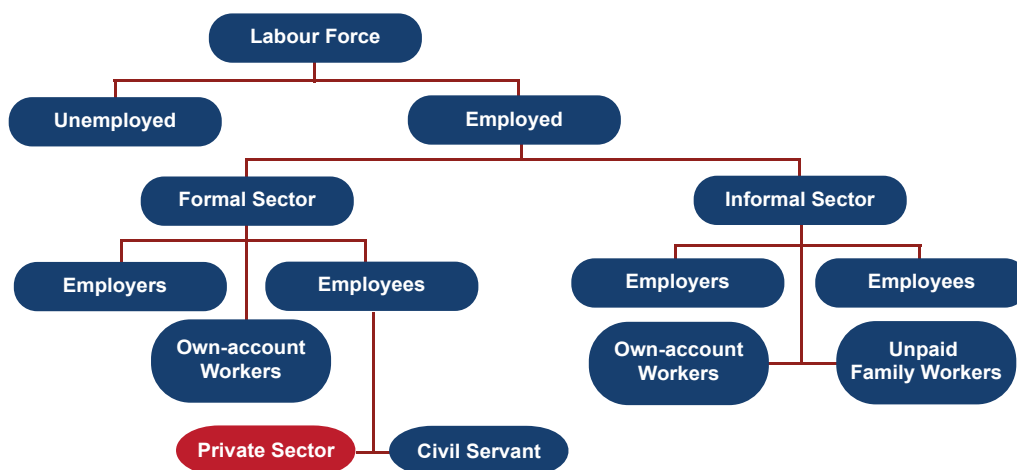 Labour Force
Unemployed
Employed
Formal Sector
Informal Sector
Employers
Employees
Employers
Employees
Own-account
Workers
Own-account
Workers
Unpaid
Family Workers
Private Sector
Civil Servant